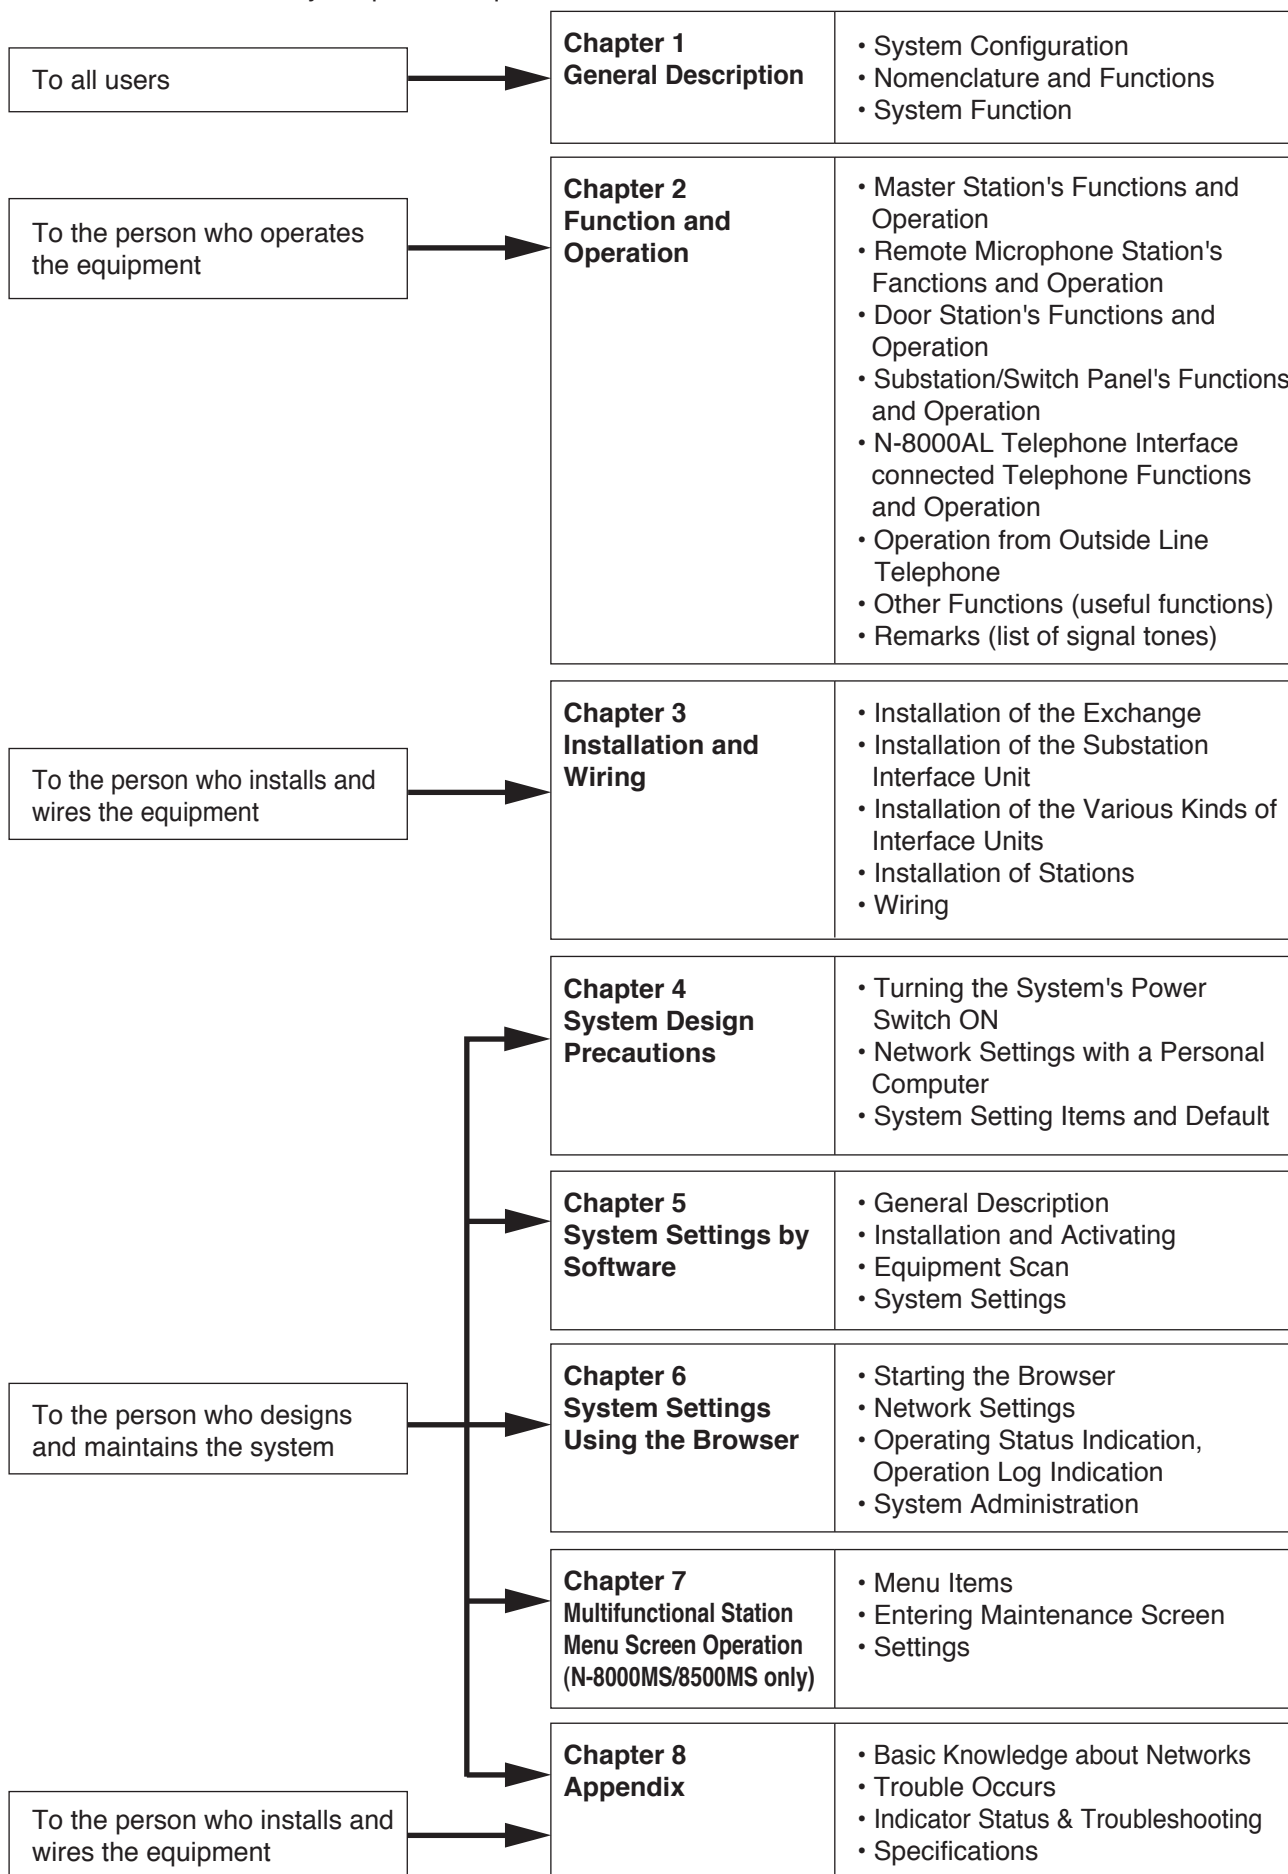 To all users
Chapter 1
General Description
• System Configuration
• Nomenclature and Functions
• System Function
To the person who operates
the equipment
Chapter 2
Function and
Operation
• Master Station's Functions and
Operation
• Remote Microphone Station's
Fanctions and Operation
• Door Station's Functions and
Operation
• Substation/Switch Panel's Functions
and Operation
• N-8000AL Telephone Interface
connected Telephone Functions
and Operation
• Operation from Outside Line
Telephone
• Other Functions (useful functions)
• Remarks (list of signal tones)
To the person who installs and
wires the equipment
Chapter 3
Installation and
Wiring
• Installation of the Exchange
• Installation of the Substation
Interface Unit
• Installation of the Various Kinds of
Interface Units
• Installation of Stations
• Wiring
To the person who designs
and maintains the system
Chapter 4
System Design
Precautions
• Turning the System's Power
Switch ON
• Network Settings with a Personal
Computer
• System Setting Items and Default
Chapter 5
System Settings by
Software
• General Description
• Installation and Activating
• Equipment Scan
• System Settings
Chapter 6
System Settings
Using the Browser
• Starting the Browser
• Network Settings
• Operating Status Indication,
Operation Log Indication
• System Administration
Chapter 7
Multifunctional Station
Menu Screen Operation
(N-8000MS/8500MS only)
• Menu Items
• Entering Maintenance Screen
• Settings
To the person who installs and
wires the equipment
Chapter 8
Appendix
• Basic Knowledge about Networks
• Trouble Occurs
• Indicator Status & Troubleshooting
• Specifications